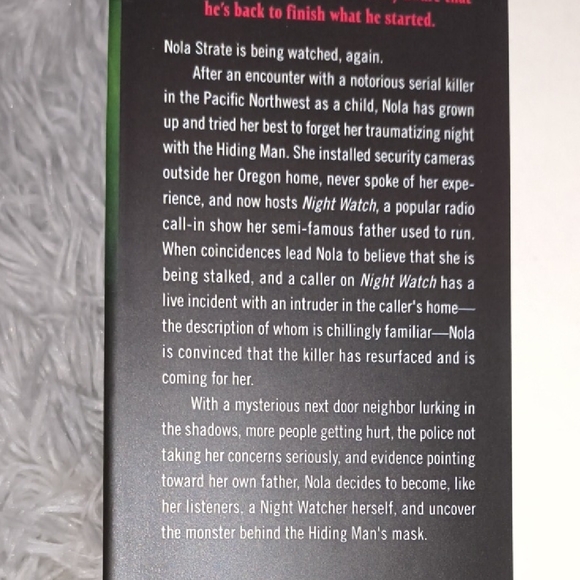 he's back to finish what he started.
Nola Strate is being watched, again.
After an encounter with a notorious serial killer
in the Pacific Northwest as a child, Nola has grown
up and tried her best to forget her traumatizing night
with the Hiding Man. She installed security cameras
outside her Oregon home, never spoke of her expe-
rience, and now hosts Night Watch, a popular radio
call-in show her semi-famous father used to run.
When coincidences lead Nola to believe that she is
being stalked, and a caller on Night Watch has a
live incident with an intruder in the caller's home—
the description of whom is chillingly familiar—Nola
is convinced that the killer has resurfaced and is
coming for her.
With a mysterious next door neighbor lurking in
the shadows, more people getting hurt, the police not
taking her concerns seriously, and evidence pointing
toward her own father, Nola decides to become, like
her listeners, a Night Watcher herself, and uncover
the monster behind the Hiding Man's mask.